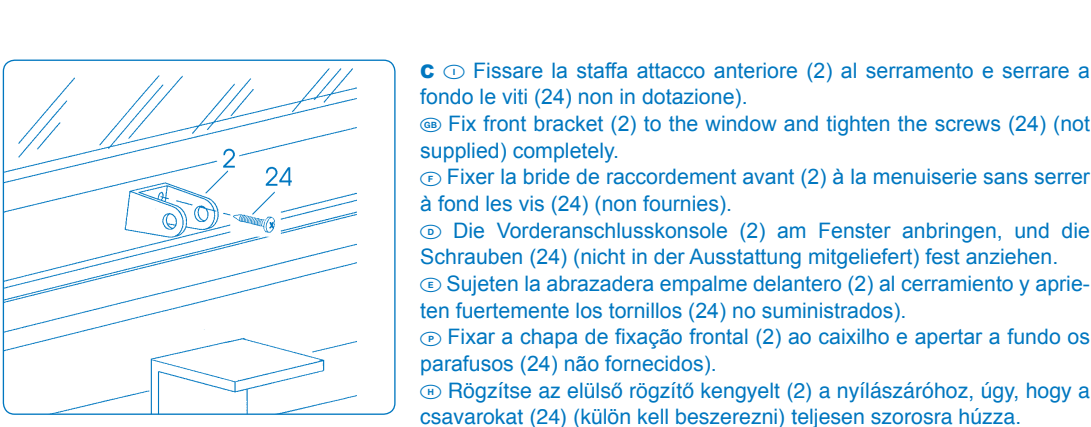 2
24
C I Fissare la staffa attacco anteriore (2) al serramento e serrare a
fondo le viti (24) non in dotazione).
GB Fix front bracket (2) to the window and tighten the screws (24) (not
supplied) completely.
F Fixer la bride de raccordement avant (2) à la menuiserie sans serrer
à fond les vis (24) (non fournies).
D Die Vorderanschlusskonsole (2) am Fenster anbringen, und die
Schrauben (24) (nicht in der Ausstattung mitgeliefert) fest anziehen.
E Sujeten la abrazadera empalme delantero (2) al cerramiento y aprie-
ten fuertemente los tornillos (24) no suministrados).
P Fixar a chapa de fixação frontal (2) ao caixilho e apertar a fundo os
parafusos (24) não fornecidos).
H Rögzítse az elülső rögzítő kengyelt (2) a nyílászáróhoz, úgy, hogy a
csavarokat (24) (külön kell beszerezni) teljesen szorosra húzza.